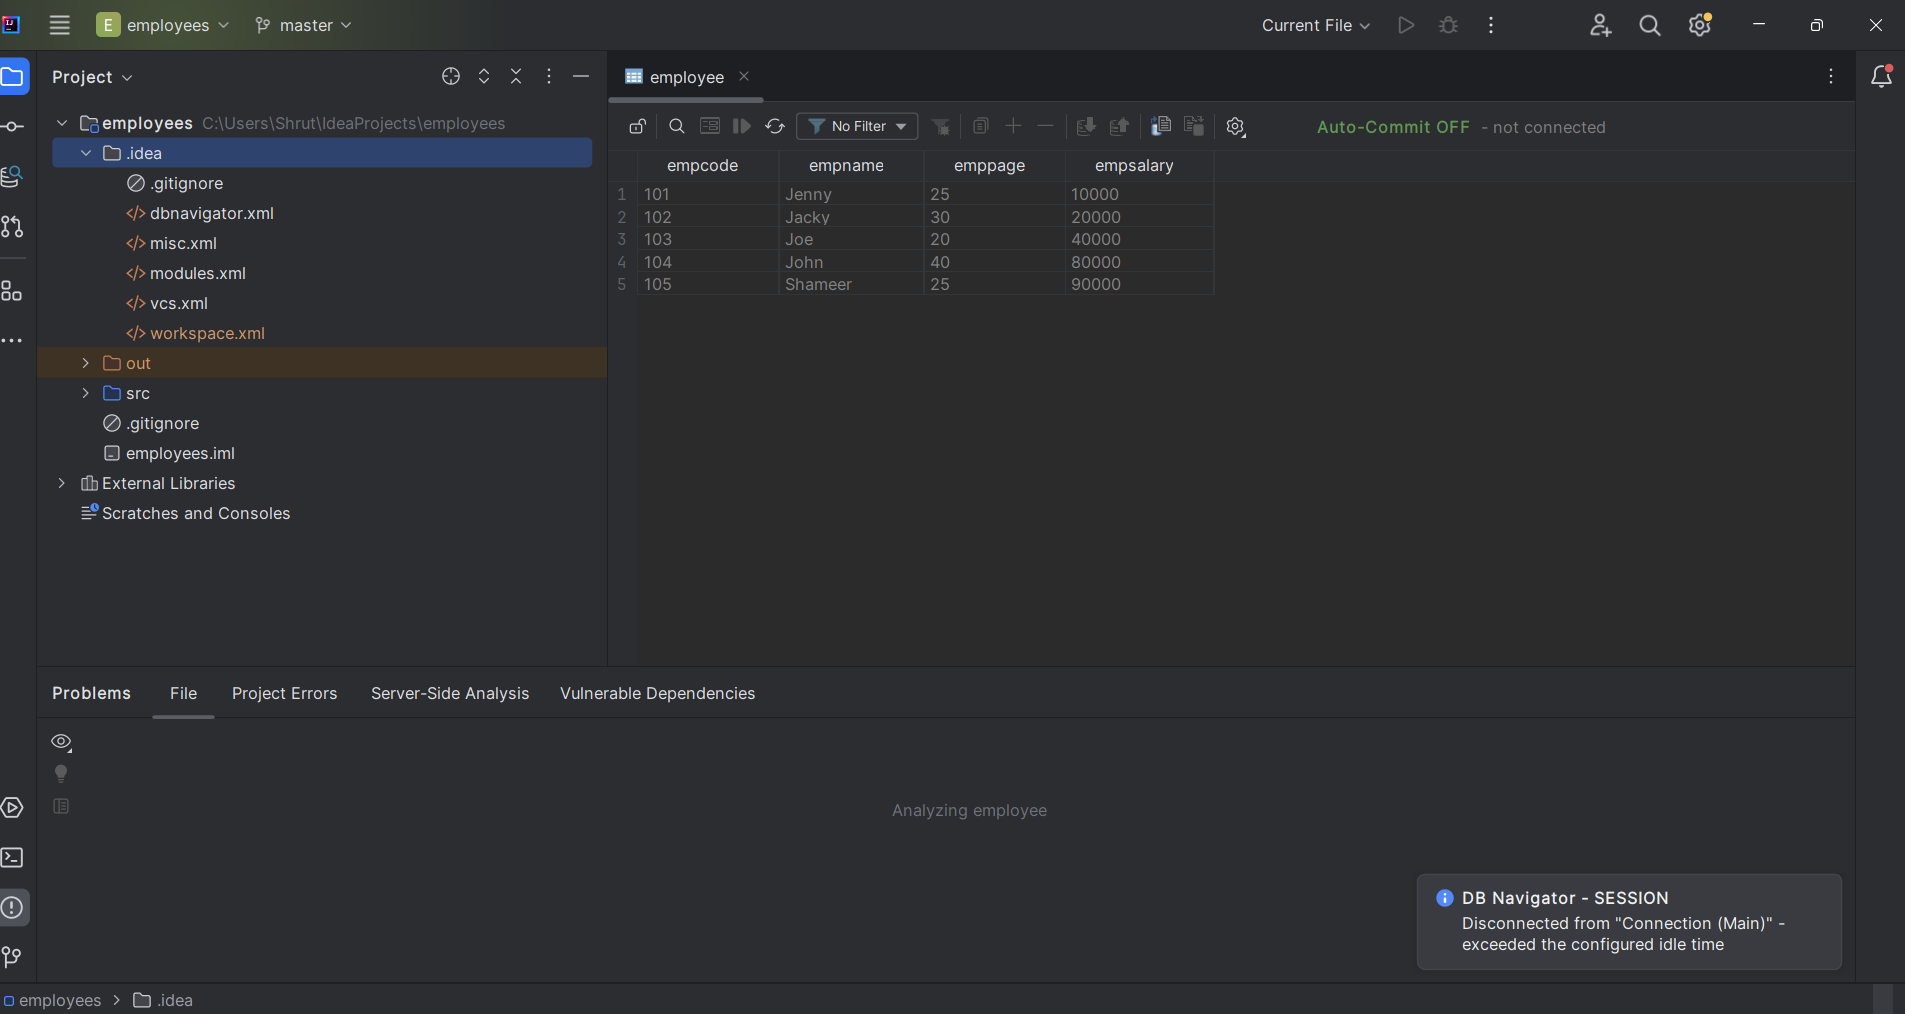 E employees master Current File
Project
employees C:\Users\Shrut\IdeaProjects\employees
.idea
.gitignore
dbnavigator.xml
misc.xml
modules.xml
vcs.xml
workspace.xml
out
src
.gitignore
employees.iml
External Libraries
Scratches and Consoles
employee
No Filter Auto-Commit OFF - not connected
empcode empname emppage empsalary
1 101 Jenny 25 10000
2 102 Jacky 30 20000
3 103 Joe 20 40000
4 104 John 40 80000
5 105 Shameer 25 90000
Problems File Project Errors Server-Side Analysis Vulnerable Dependencies
Analyzing employee
DB Navigator - SESSION
Disconnected from "Connection (Main)" -
exceeded the configured idle time
employees > .idea